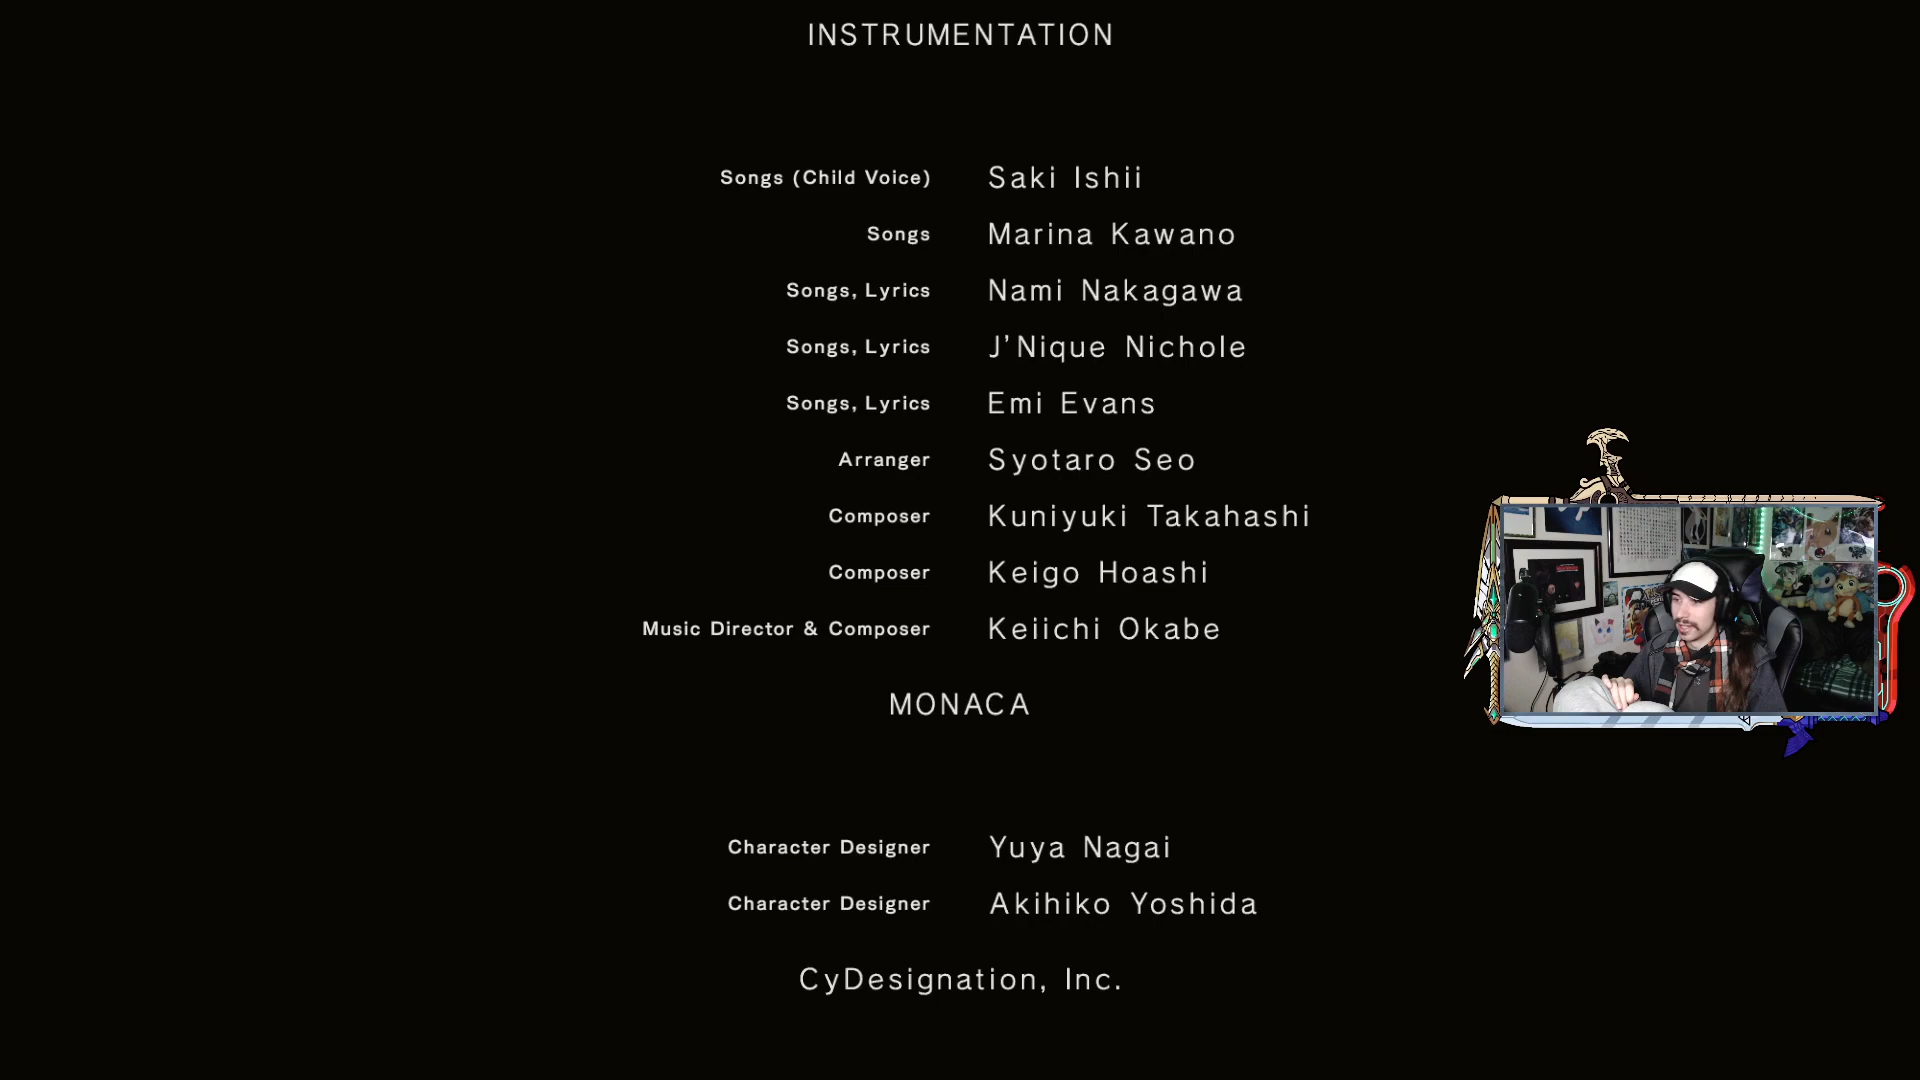 INSTRUMENTATION
Songs (Child Voice) Saki Ishii
Songs Marina Kawano
Songs, Lyrics Nami Nakagawa
Songs, Lyrics J’Nique Nichole
Songs, Lyrics Emi Evans
Arranger Syotaro Seo
Composer Kuniyuki Takahashi
Composer Keigo Hoashi
Music Director & Composer Keiichi Okabe
MONACA
Character Designer Yuya Nagai
Character Designer Akihiko Yoshida
CyDesignation, Inc.